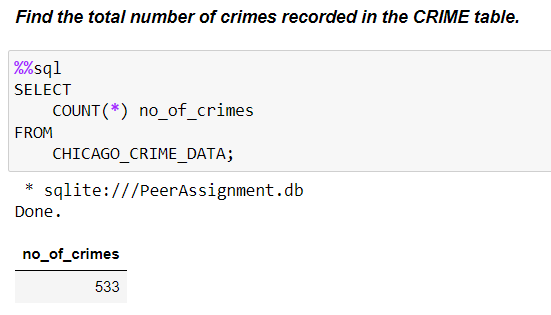 Find the total number of crimes recorded in the CRIME table.
%%sql
SELECT
COUNT(*) no_of_crimes
FROM
CHICAGO_CRIME_DATA;
* sqlite:///PeerAssignment.db
Done.
no_of_crimes
533